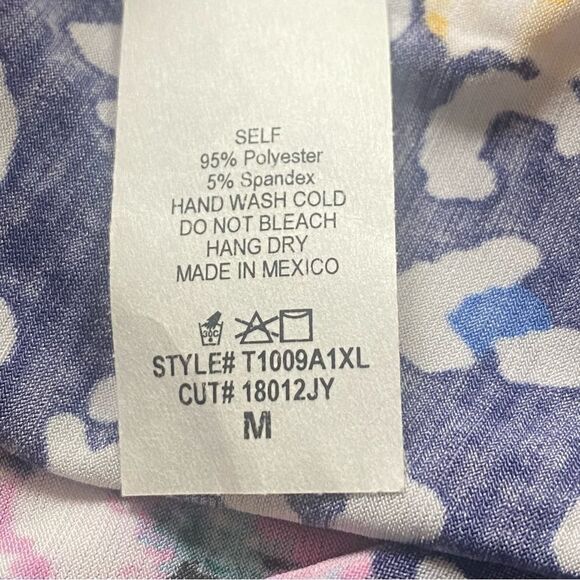 SELF
95% Polyester
5% Spandex
HAND WASH COLD
DO NOT BLEACH
HANG DRY
MADE IN MEXICO
30C
STYLE# T1009A1XL
CUT# 18012JY
M